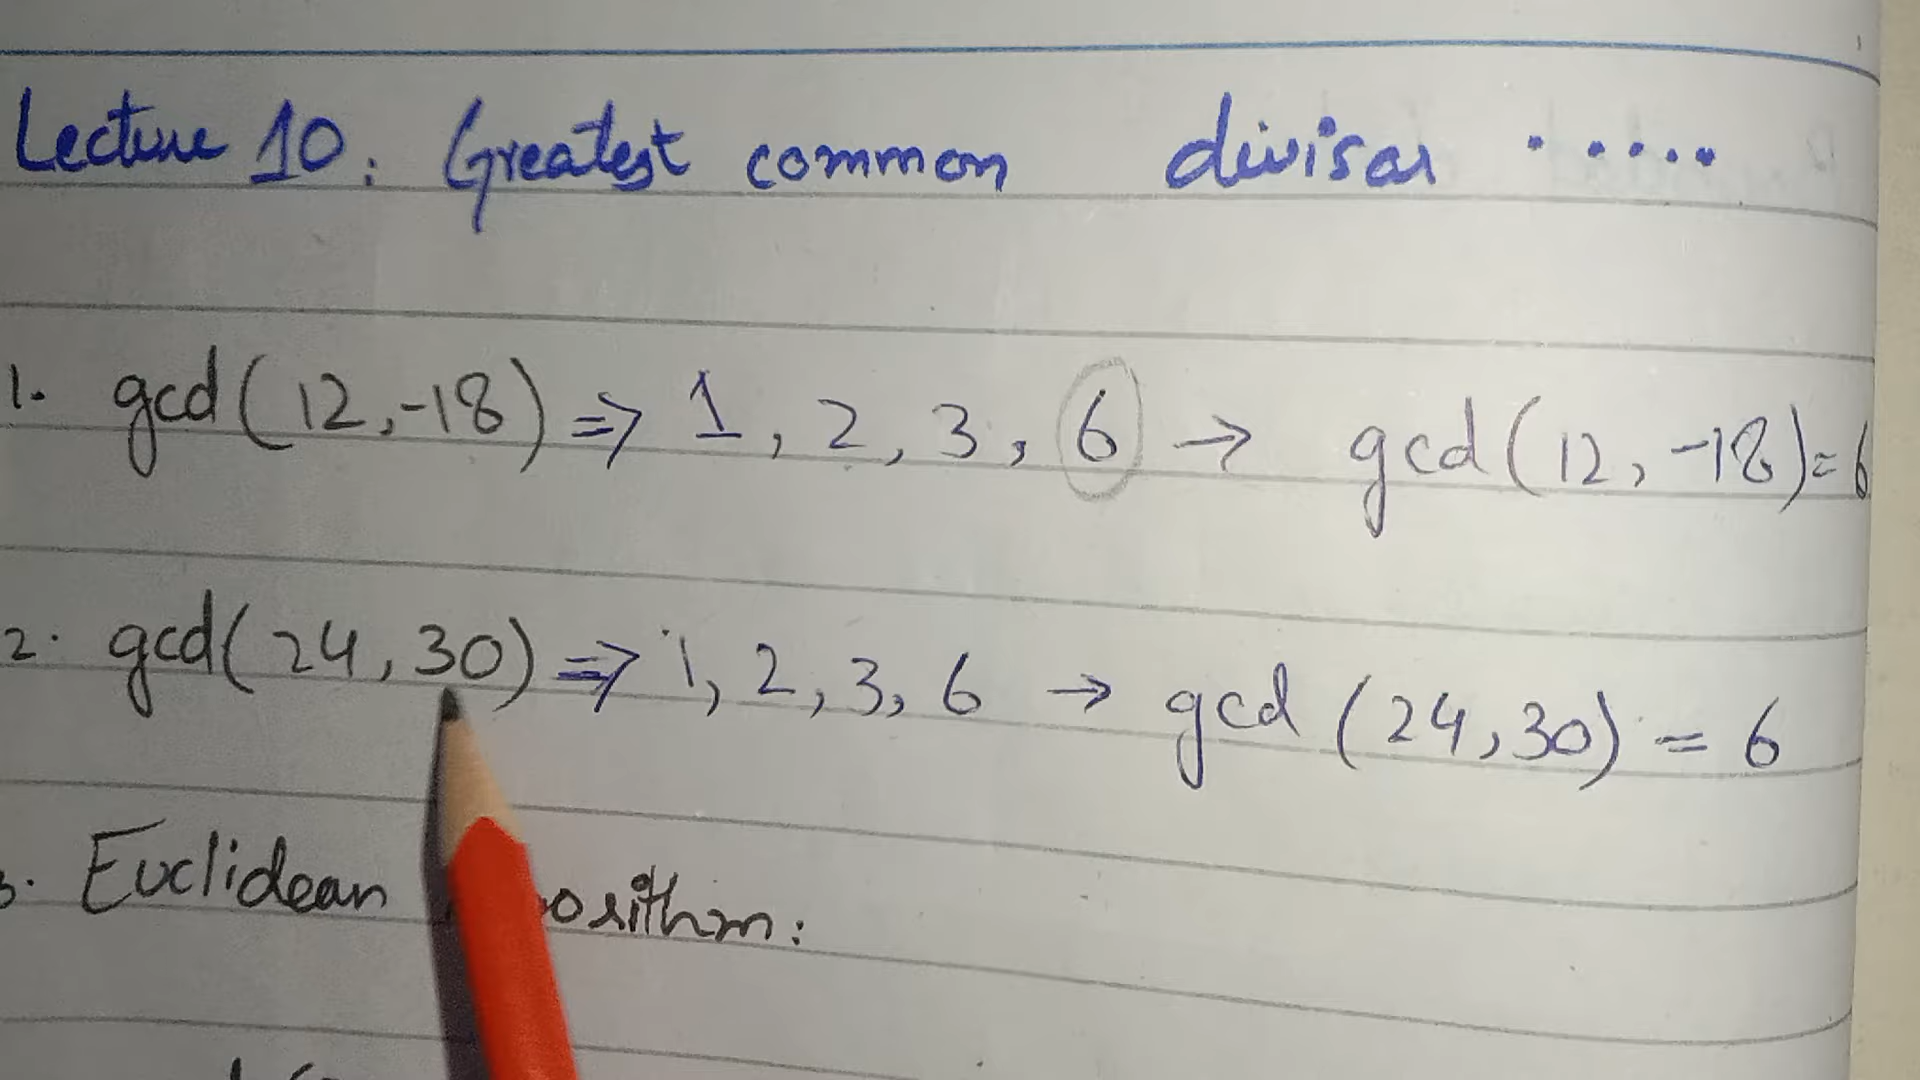 Lecture 10: Greatest common divisor .....
1. gcd(12,-18) ⇒ 1, 2, 3, 6 → gcd(12, -18)=6
2. gcd(24,30) ⇒ 1, 2, 3, 6 → gcd(24,30) = 6
3. Euclidean